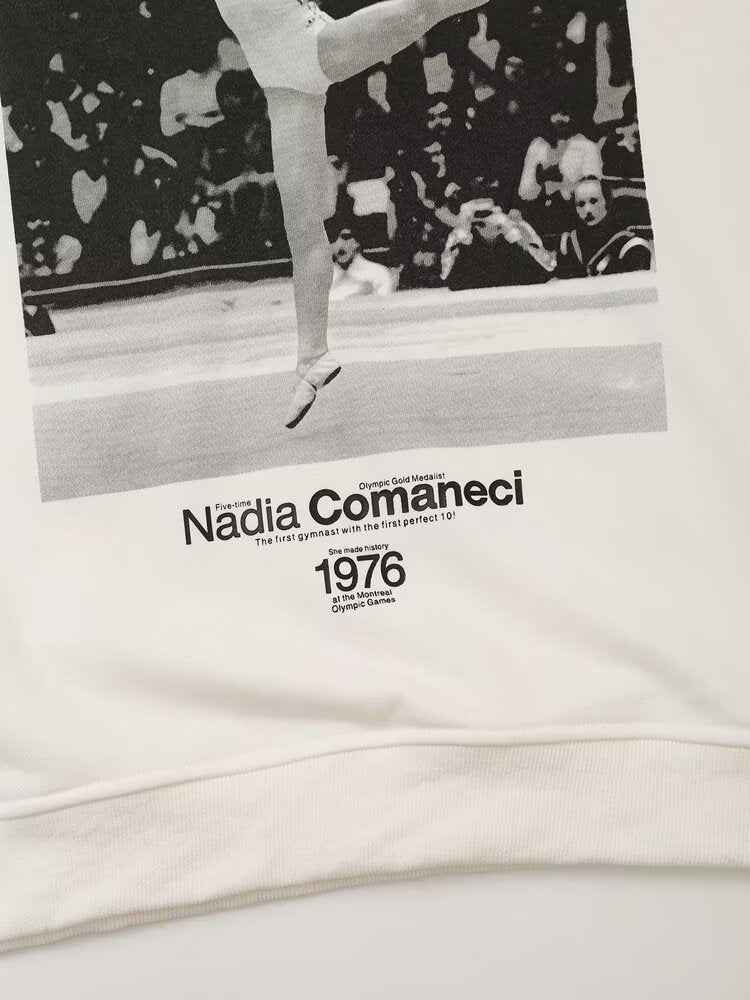 Five-time Olympic Gold Medalist
Nadia Comaneci
The first gymnast with the first perfect 10!
She made history
1976
at the Montreal
Olympic Games